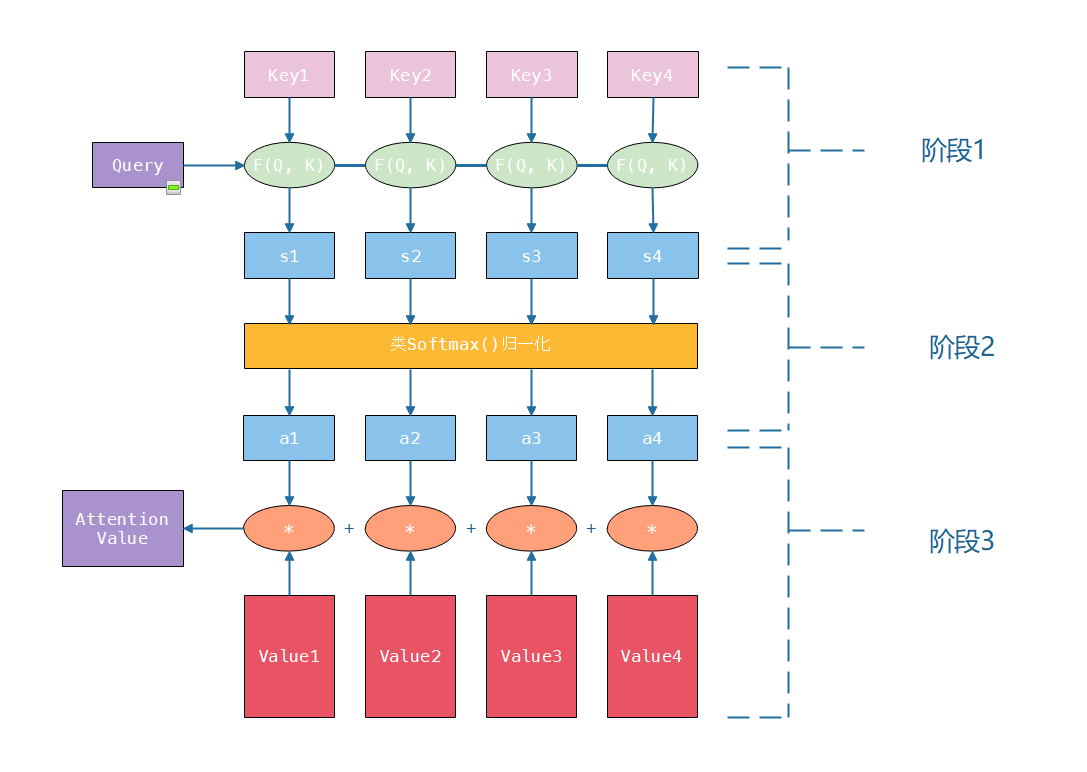 Key1 Key2 Key3 Key4
阶段1
Query F(Q, K) F(Q, K) F(Q, K) F(Q, K)
s1 s2 s3 s4
类Softmax()归一化
阶段2
a1 a2 a3 a4
Attention
Value
* + * + * + *
阶段3
Value1 Value2 Value3 Value4